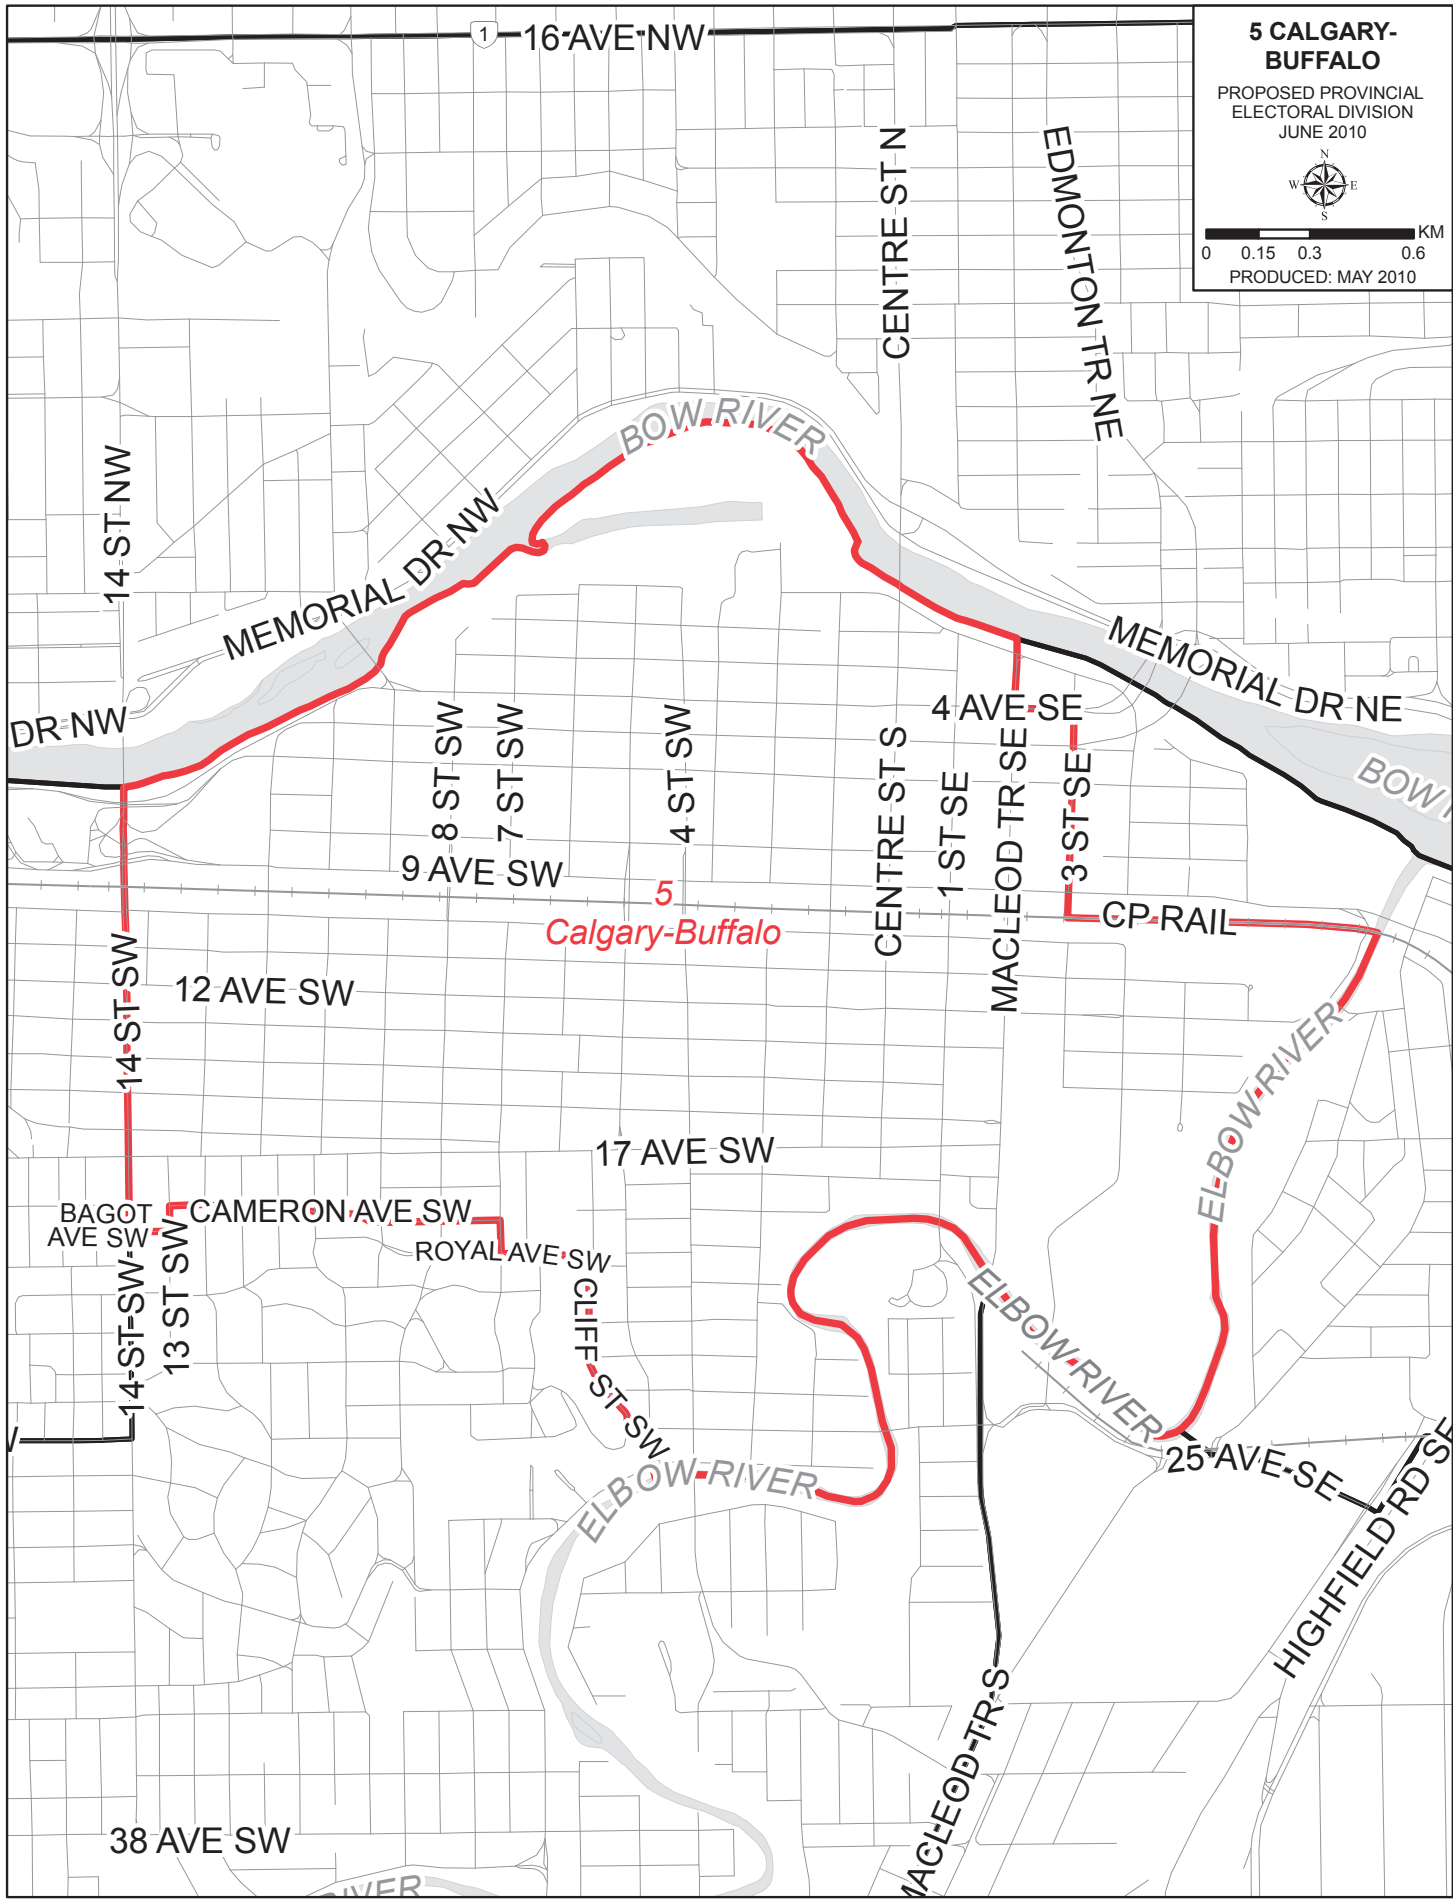 1
16 AVE NW
5 CALGARY-
BUFFALO
PROPOSED PROVINCIAL
ELECTORAL DIVISION
JUNE 2010
N
W E
S
KM
0 0.15 0.3 0.6
PRODUCED: MAY 2010
CENTRE ST N
EDMONTON TR NE
BOW RIVER
14 ST NW
MEMORIAL DR NW
MEMORIAL DR NE
DR NW
4 AVE SE
8 ST SW
7 ST SW
4 ST SW
CENTRE ST S
1 ST SE
MACLEOD TR SE
3 ST SE
BOW
9 AVE SW
5
Calgary-Buffalo
CP RAIL
14 ST SW
12 AVE SW
ELBOW RIVER
17 AVE SW
BAGOT
AVE SW
CAMERON AVE SW
13 ST SW
14 ST SW
ROYAL AVE SW
CLIFF ST SW
ELBOW RIVER
ELBOW RIVER
25 AVE SE
HIGHFIELD RD SE
MACLEOD TR S
38 AVE SW
IVER